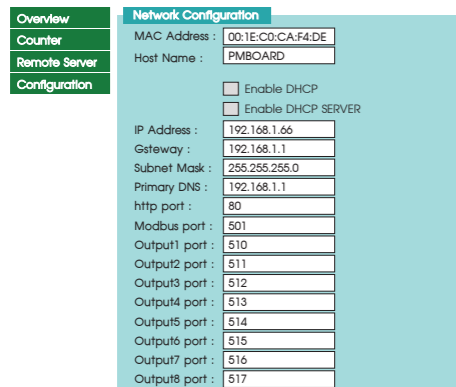 Overview
Counter
Remote Server
Configuration
Network Configuration
MAC Address : 00:1E:C0:CA:F4:DE
Host Name : PMBOARD
Enable DHCP
Enable DHCP SERVER
IP Address : 192.168.1.66
Gsteway : 192.168.1.1
Subnet Mask : 255.255.255.0
Primary DNS : 192.168.1.1
http port : 80
Modbus port : 501
Output1 port : 510
Output2 port : 511
Output3 port : 512
Output4 port : 513
Output5 port : 514
Output6 port : 515
Output7 port : 516
Output8 port : 517